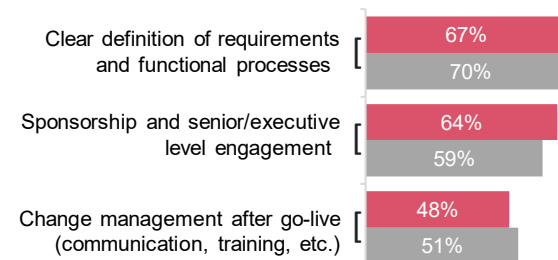 Clear definition of requirements
and functional processes
67%
70%
Sponsorship and senior/executive
level engagement
64%
59%
Change management after go-live
(communication, training, etc.)
48%
51%